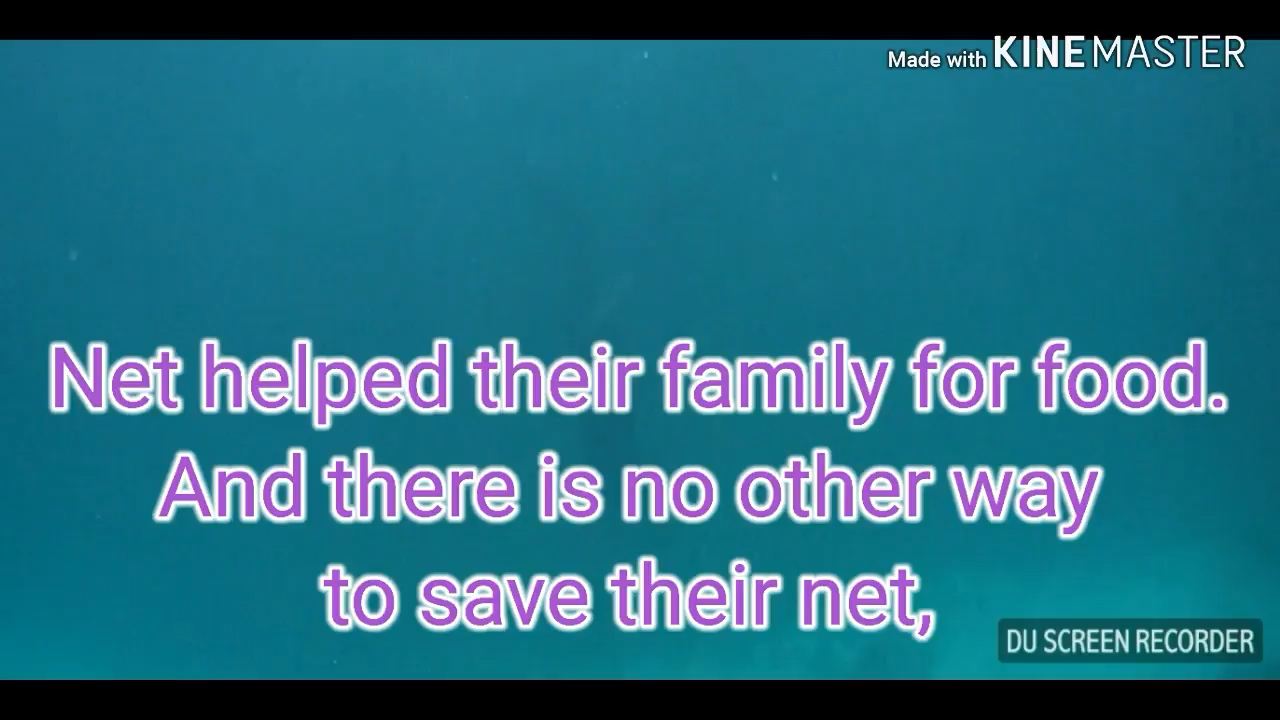 Made with KINEMASTER
Net helped their family for food.
And there is no other way
to save their net,
DU SCREEN RECORDER